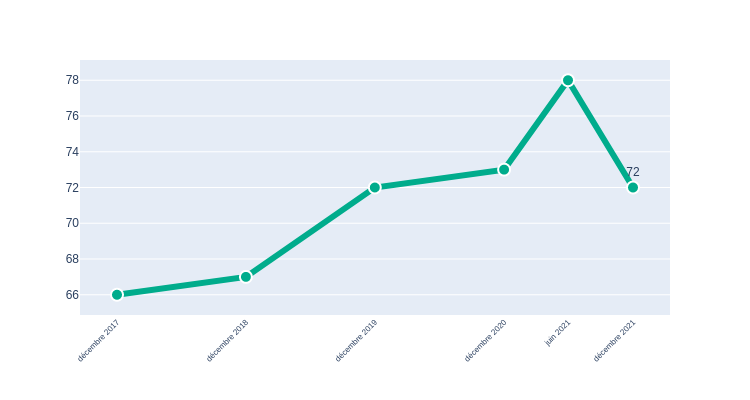 78
76
74
72
72
70
68
66
décembre 2017
décembre 2018
décembre 2019
décembre 2020
juin 2021
décembre 2021